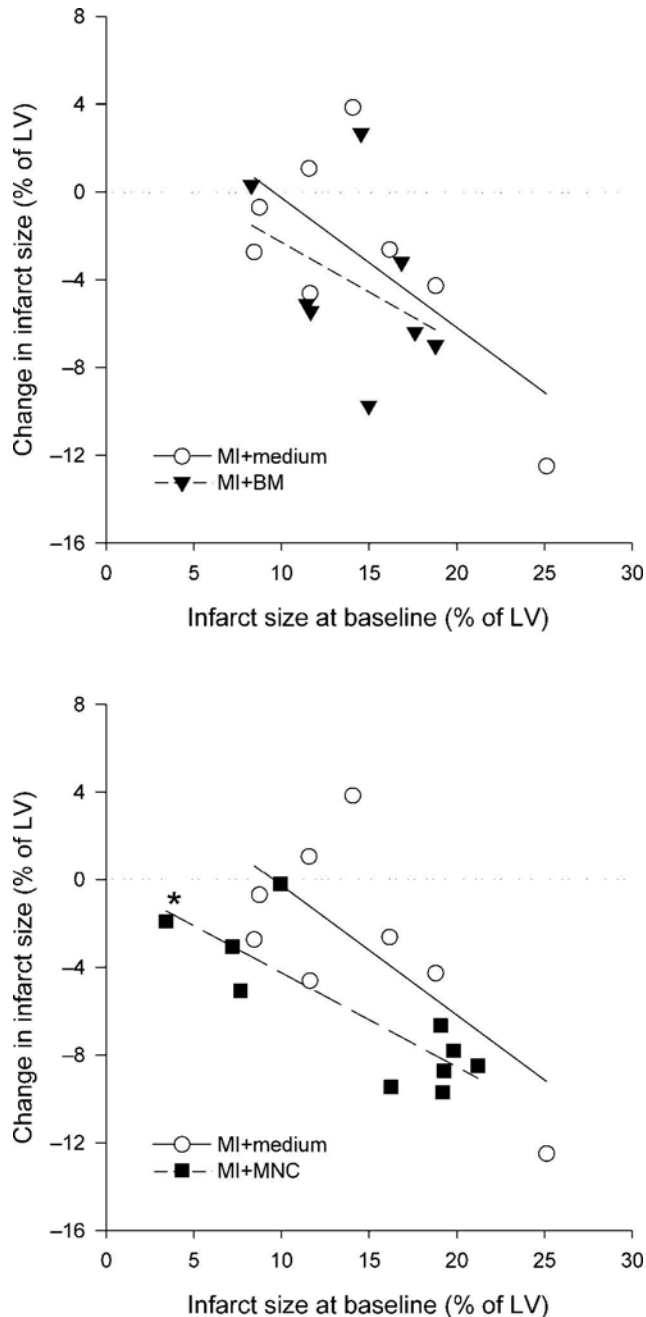 8
4
0
−4
−8
−12
−16
Change in infarct size (% of LV)
MI+medium
MI+BM
0 5 10 15 20 25 30
Infarct size at baseline (% of LV)
8
4
0
−4
−8
−12
−16
Change in infarct size (% of LV)
*
MI+medium
MI+MNC
0 5 10 15 20 25 30
Infarct size at baseline (% of LV)